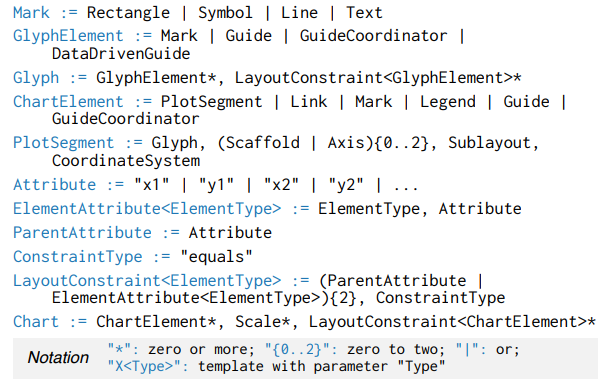 Mark := Rectangle | Symbol | Line | Text
GlyphElement := Mark | Guide | GuideCoordinator |
DataDrivenGuide
Glyph := GlyphElement*, LayoutConstraint<GlyphElement>*
ChartElement := PlotSegment | Link | Mark | Legend | Guide |
GuideCoordinator
PlotSegment := Glyph, (Scaffold | Axis){0..2}, Sublayout,
CoordinateSystem
Attribute := "x1" | "y1" | "x2" | "y2" | ...
ElementAttribute<ElementType> := ElementType, Attribute
ParentAttribute := Attribute
ConstraintType := "equals"
LayoutConstraint<ElementType> := (ParentAttribute |
ElementAttribute<ElementType>){2}, ConstraintType
Chart := ChartElement*, Scale*, LayoutConstraint<ChartElement>*
Notation "*": zero or more; "{0..2}": zero to two; "|": or;
"X<Type>": template with parameter "Type"